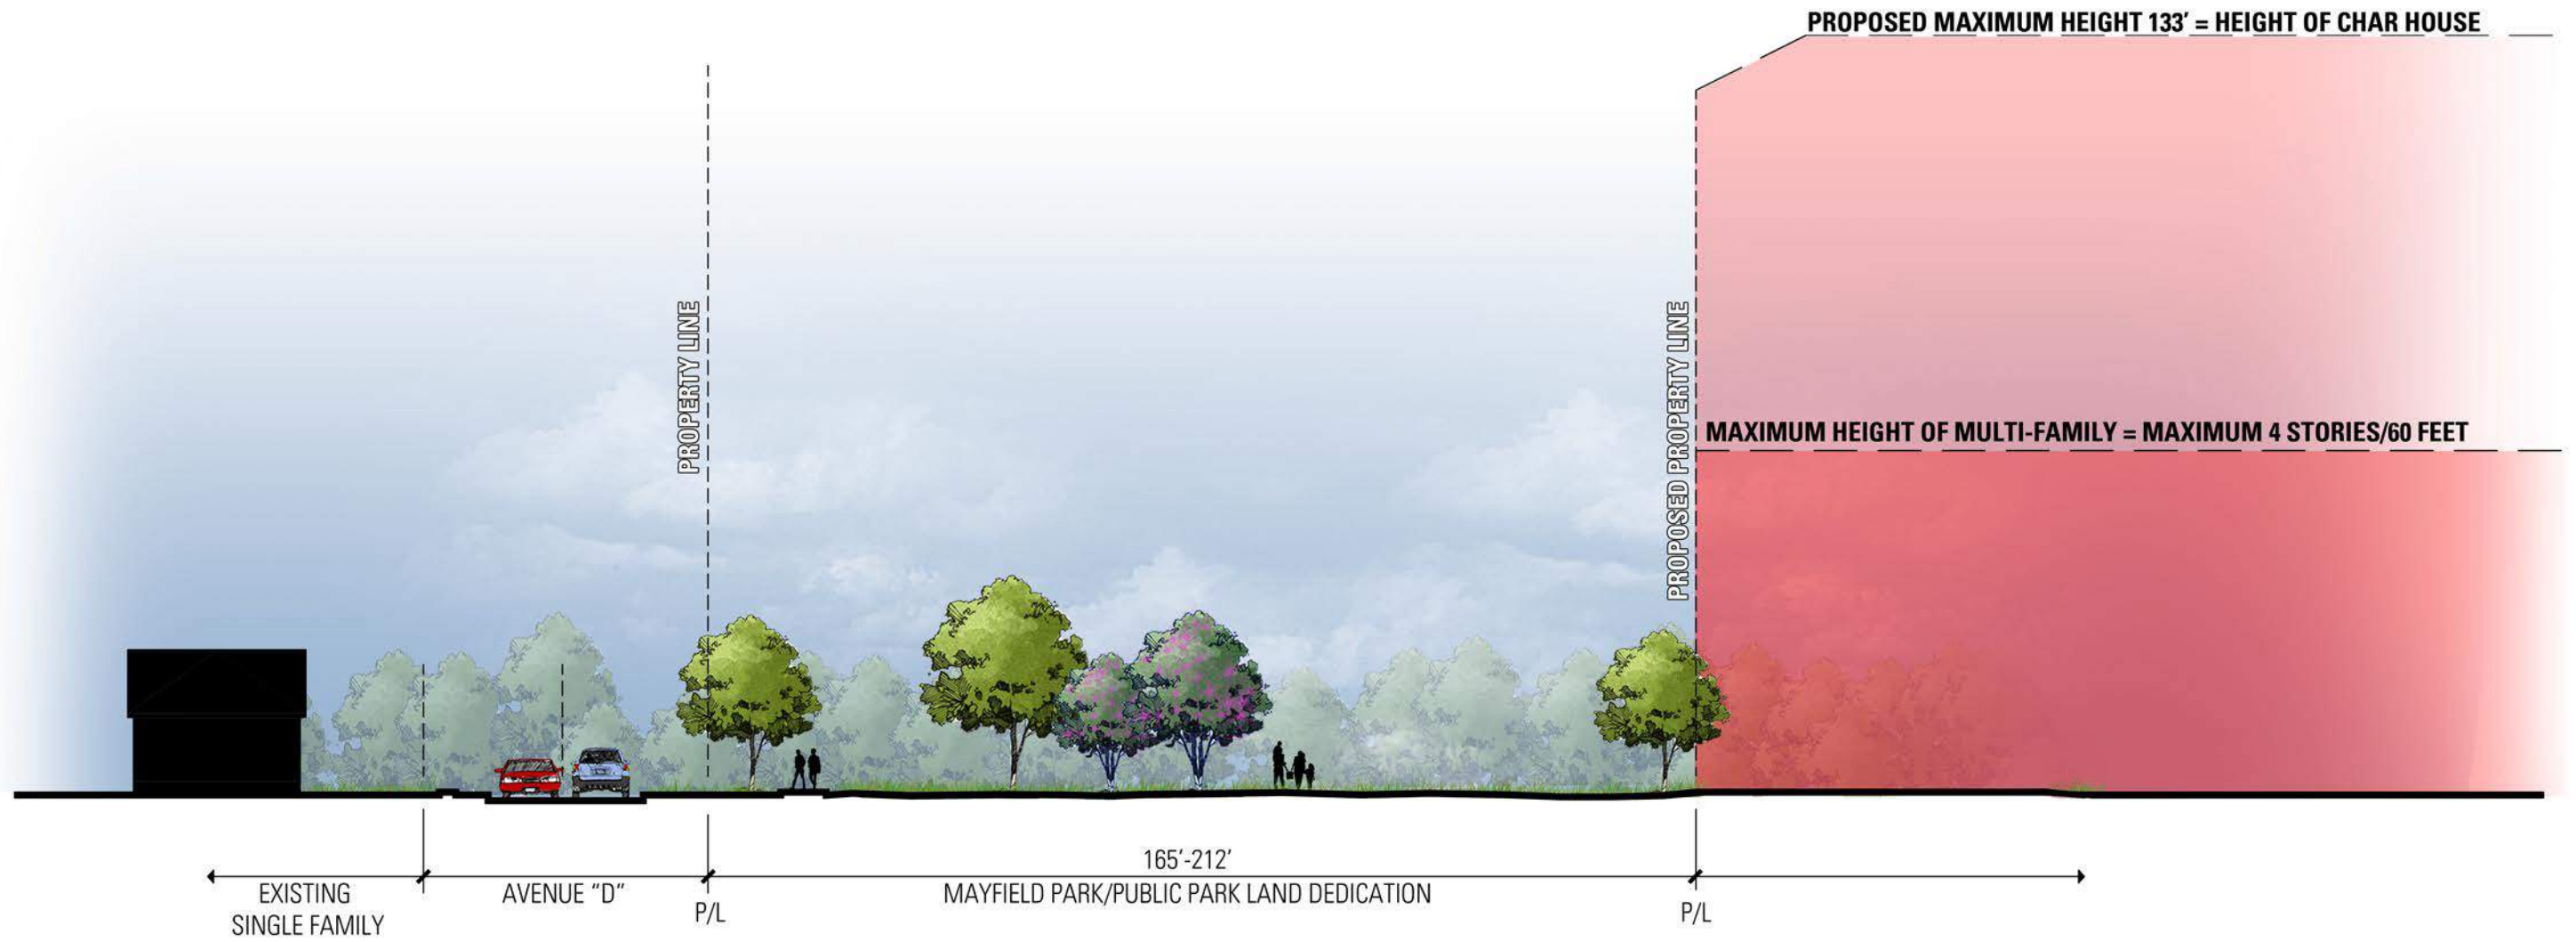 PROPOSED MAXIMUM HEIGHT 133' = HEIGHT OF CHAR HOUSE
PROPERTY LINE
PROPOSED PROPERTY LINE
MAXIMUM HEIGHT OF MULTI-FAMILY = MAXIMUM 4 STORIES/60 FEET
165'-212'
EXISTING
SINGLE FAMILY
AVENUE "D"
P/L
MAYFIELD PARK/PUBLIC PARK LAND DEDICATION
P/L